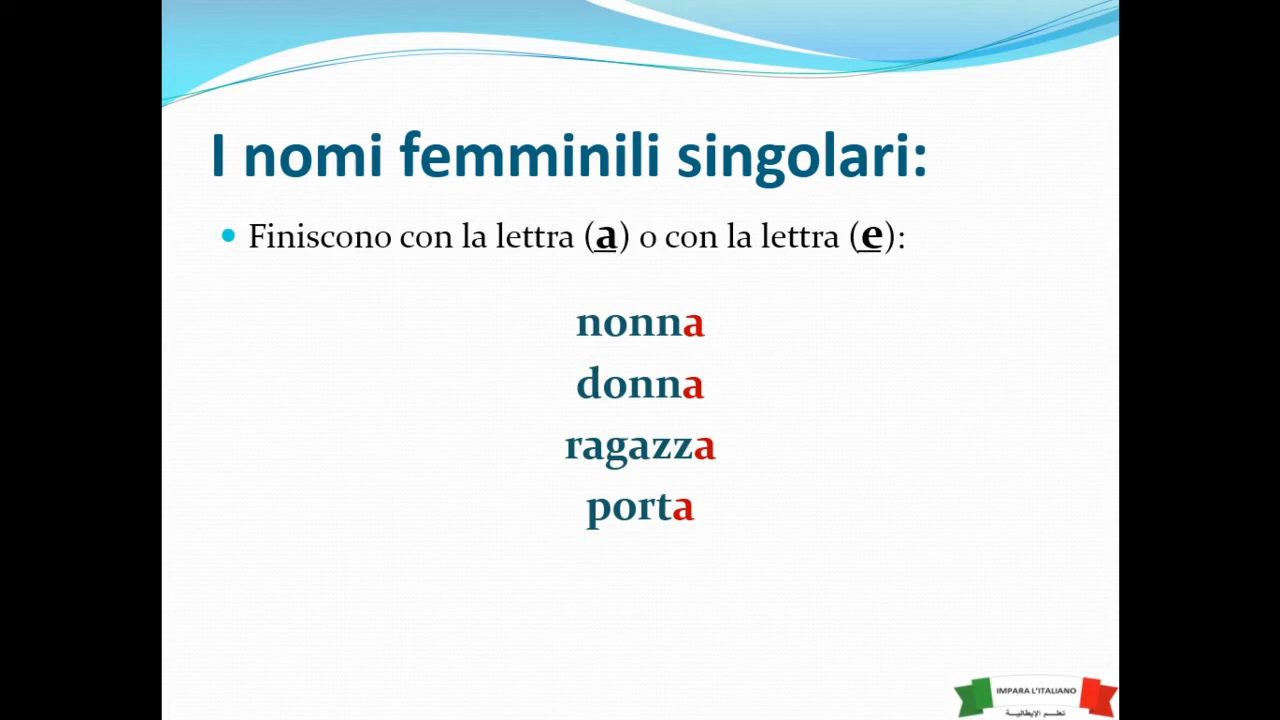 I nomi femminili singolari:
Finiscono con la lettra (a) o con la lettra (e):
nonna
donna
ragazza
porta
IMPARA L'ITALIANO
تعلم الإيطالية